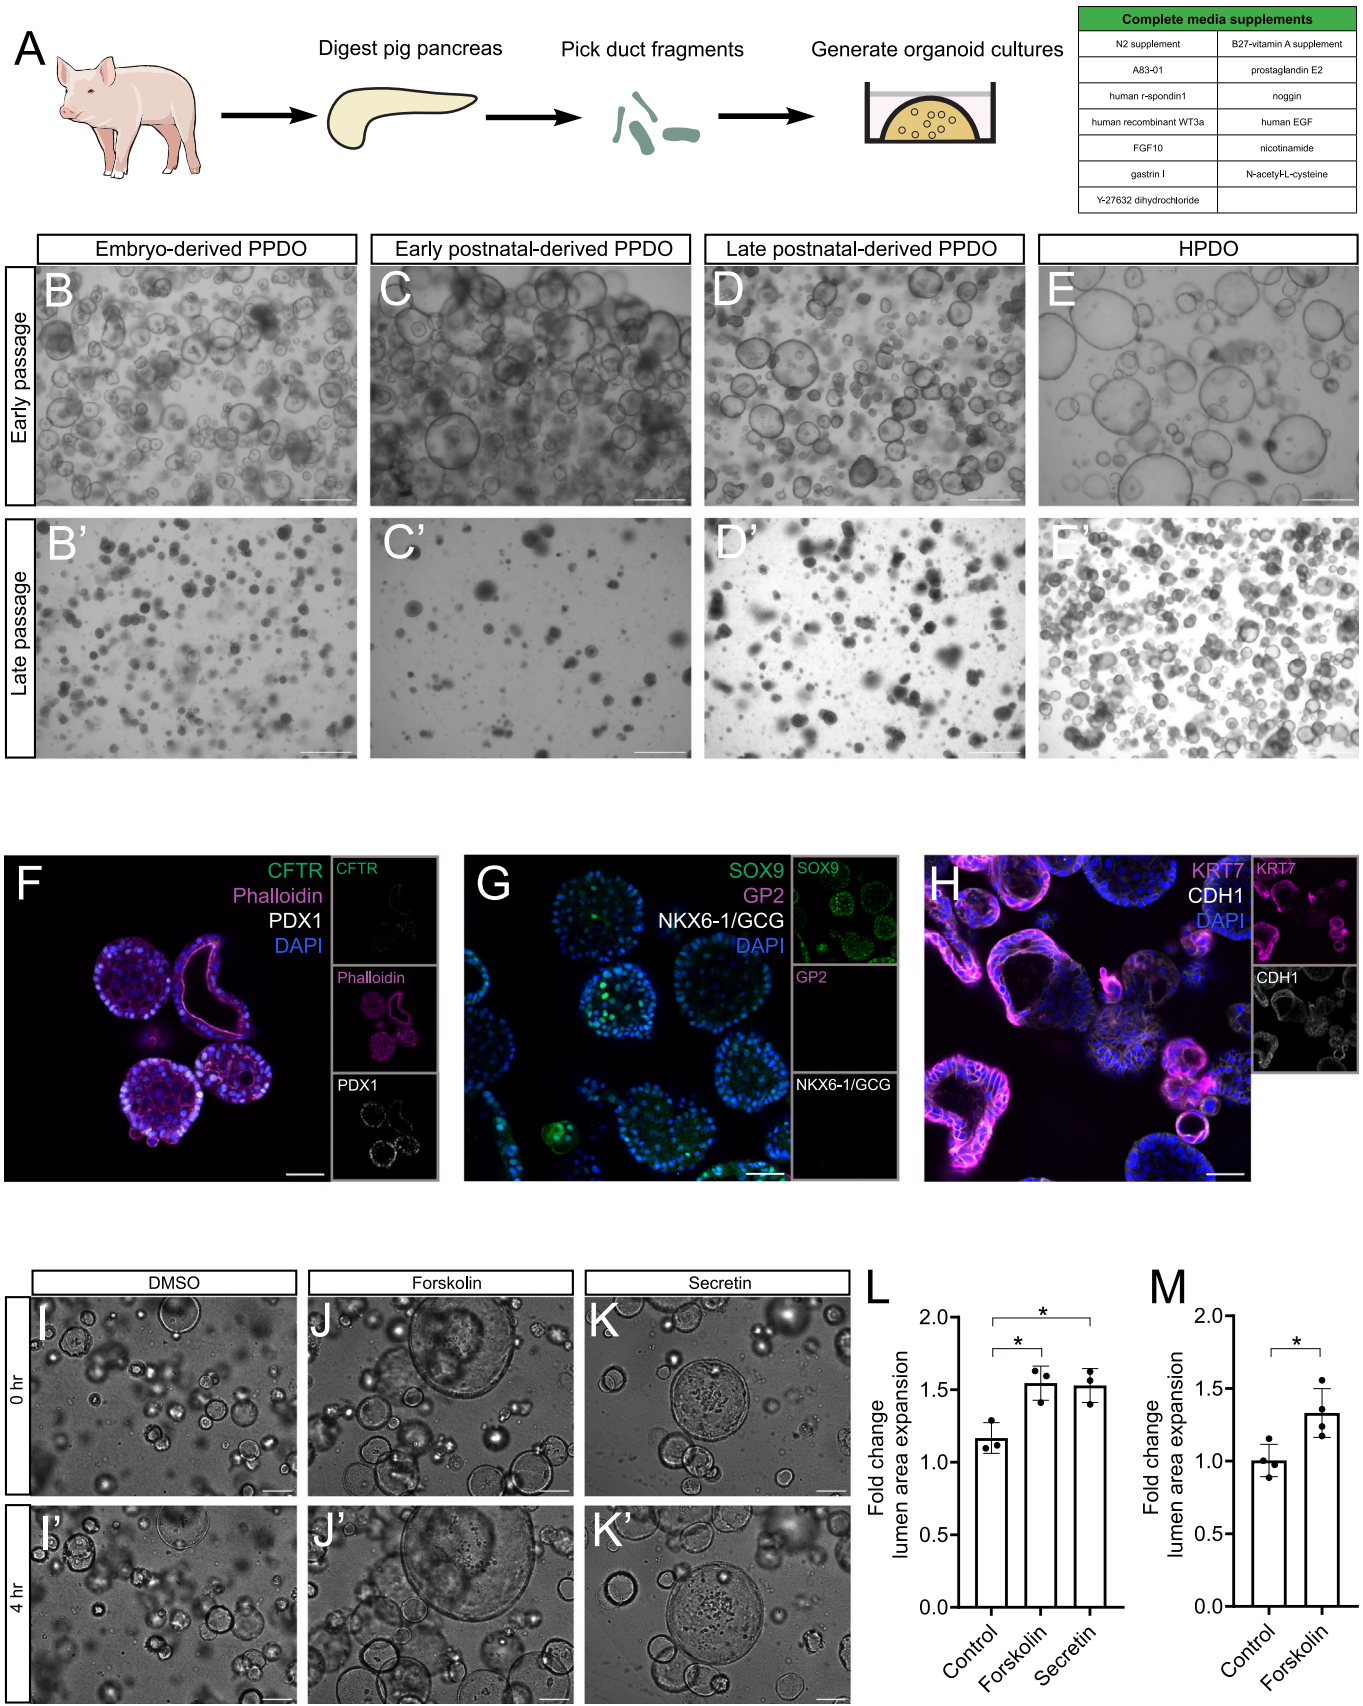 A
Digest pig pancreas
Pick duct fragments
Generate organoid cultures
Complete media supplements
N2 supplement
B27-vitamin A supplement
A83-01
prostaglandin E2
human r-spondin1
noggin
human recombinant WT3a
human EGF
FGF10
nicotinamide
gastrin I
N-acetyl-L-cysteine
Y-27632 dihydrochloride
Embryo-derived PPDO
Early postnatal-derived PPDO
Late postnatal-derived PPDO
HPDO
Early passage
B
C
D
E
Late passage
B'
C'
D'
E'
F
CFTR
Phalloidin
PDX1
DAPI
CFTR
Phalloidin
PDX1
G
SOX9
GP2
NKX6-1/GCG
DAPI
SOX9
GP2
NKX6-1/GCG
H
KRT7
CDH1
DAPI
KRT7
CDH1
DMSO
Forskolin
Secretin
0 hr
I
J
K
4 hr
I'
J'
K'
L
Fold change
lumen area expansion
2.0
1.5
1.0
0.5
0.0
*
*
Control
Forskolin
Secretin
M
Fold change
lumen area expansion
2.0
1.5
1.0
0.5
0.0
*
Control
Forskolin